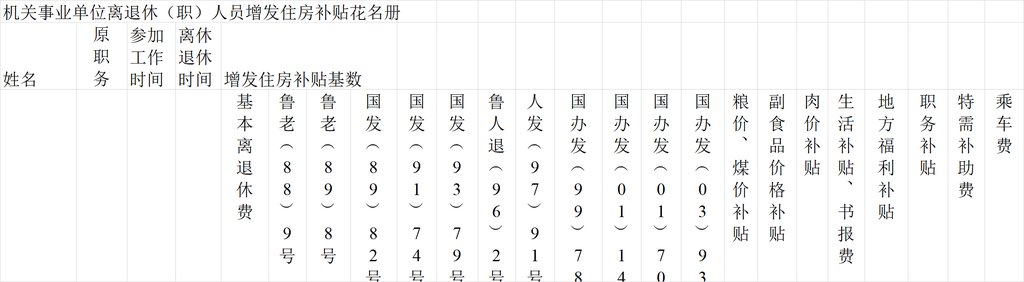 机关事业单位离退休（职）人员增发住房补贴花名册
姓名
原职务
参加工作时间
离休退休时间
增发住房补贴基数
基本离退休费
鲁老（88）9号
鲁老（89）8号
国发（89）82号
国发（91）74号
国发（93）79号
鲁人退（96）2号
人发（97）91号
国办发（99）78
国办发（01）14
国办发（01）70
国办发（03）93
粮价、煤价补贴
副食品价格补贴
肉价补贴
生活补贴、书报费
地方福利补贴
职务补贴
特需补助费
乘车费